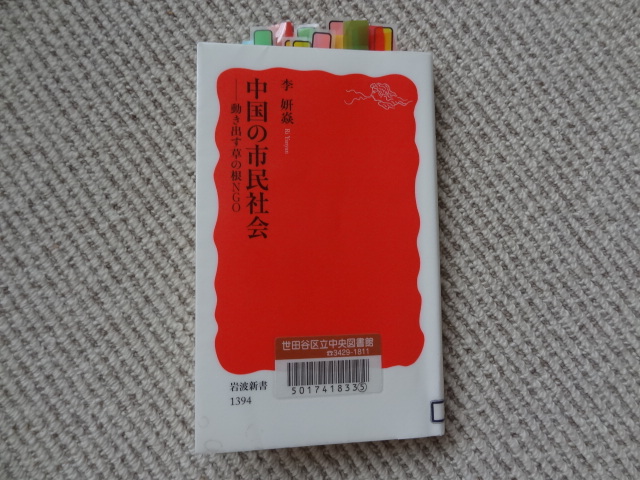 中国の市民社会
――動き出す草の根NGO
李 妍焱
Li Yanyan
世田谷区立中央図書館
☎3429-1811
5017418335
岩波新書
1394